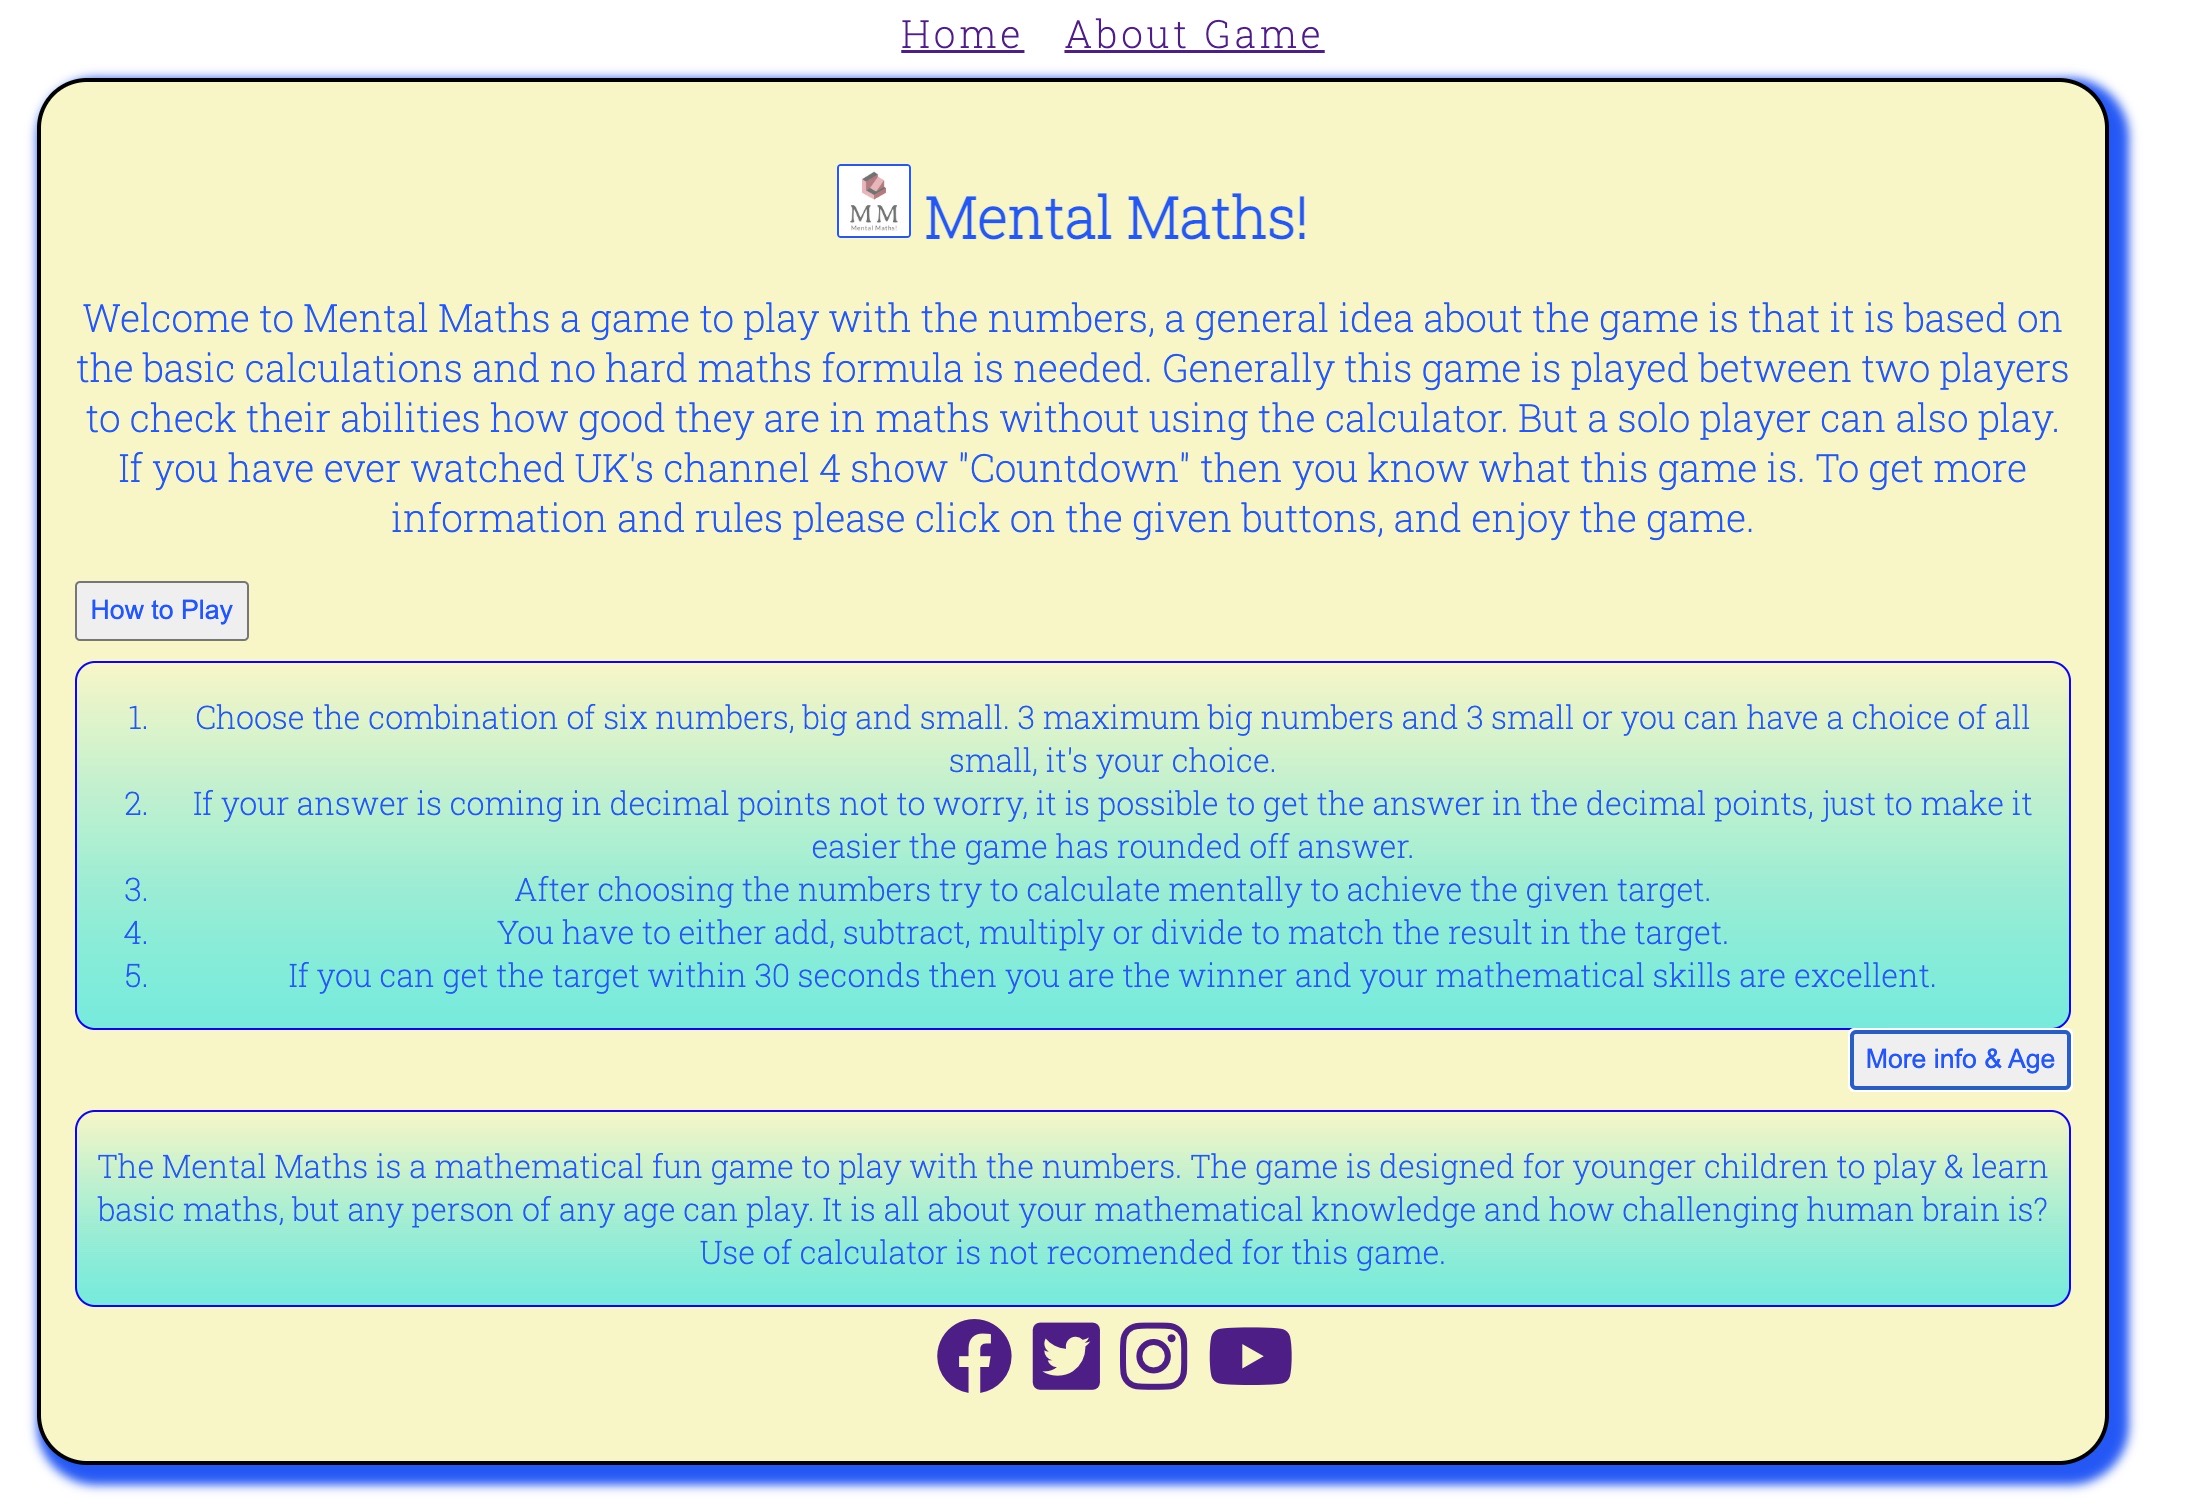 Home About Game
MM
Mental Maths!
Mental Maths!
Welcome to Mental Maths a game to play with the numbers, a general idea about the game is that it is based on
the basic calculations and no hard maths formula is needed. Generally this game is played between two players
to check their abilities how good they are in maths without using the calculator. But a solo player can also play.
If you have ever watched UK's channel 4 show "Countdown" then you know what this game is. To get more
information and rules please click on the given buttons, and enjoy the game.
How to Play
1. Choose the combination of six numbers, big and small. 3 maximum big numbers and 3 small or you can have a choice of all
small, it's your choice.
2. If your answer is coming in decimal points not to worry, it is possible to get the answer in the decimal points, just to make it
easier the game has rounded off answer.
3. After choosing the numbers try to calculate mentally to achieve the given target.
4. You have to either add, subtract, multiply or divide to match the result in the target.
5. If you can get the target within 30 seconds then you are the winner and your mathematical skills are excellent.
More info & Age
The Mental Maths is a mathematical fun game to play with the numbers. The game is designed for younger children to play & learn
basic maths, but any person of any age can play. It is all about your mathematical knowledge and how challenging human brain is?
Use of calculator is not recomended for this game.